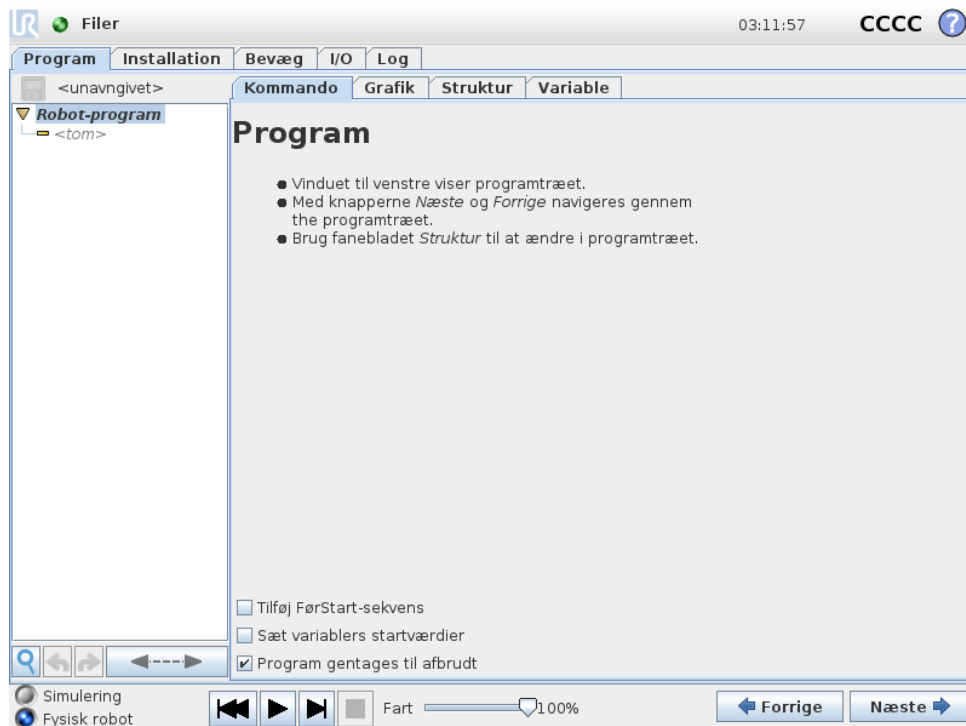 UR Filer 03:11:57 CCCC ?
Program Installation Bevæg I/O Log
<unavngivet> Kommando Grafik Struktur Variable
Robot-program
<tom>
Program
Vinduet til venstre viser programtræet.
Med knapperne Næste og Forrige navigeres gennem
the programtræet.
Brug fanebladet Struktur til at ændre i programtræet.
Tilføj FørStart-sekvens
Sæt variablers startværdier
Program gentages til afbrudt
Simulering
Fysisk robot
Fart 100% Forrige Næste